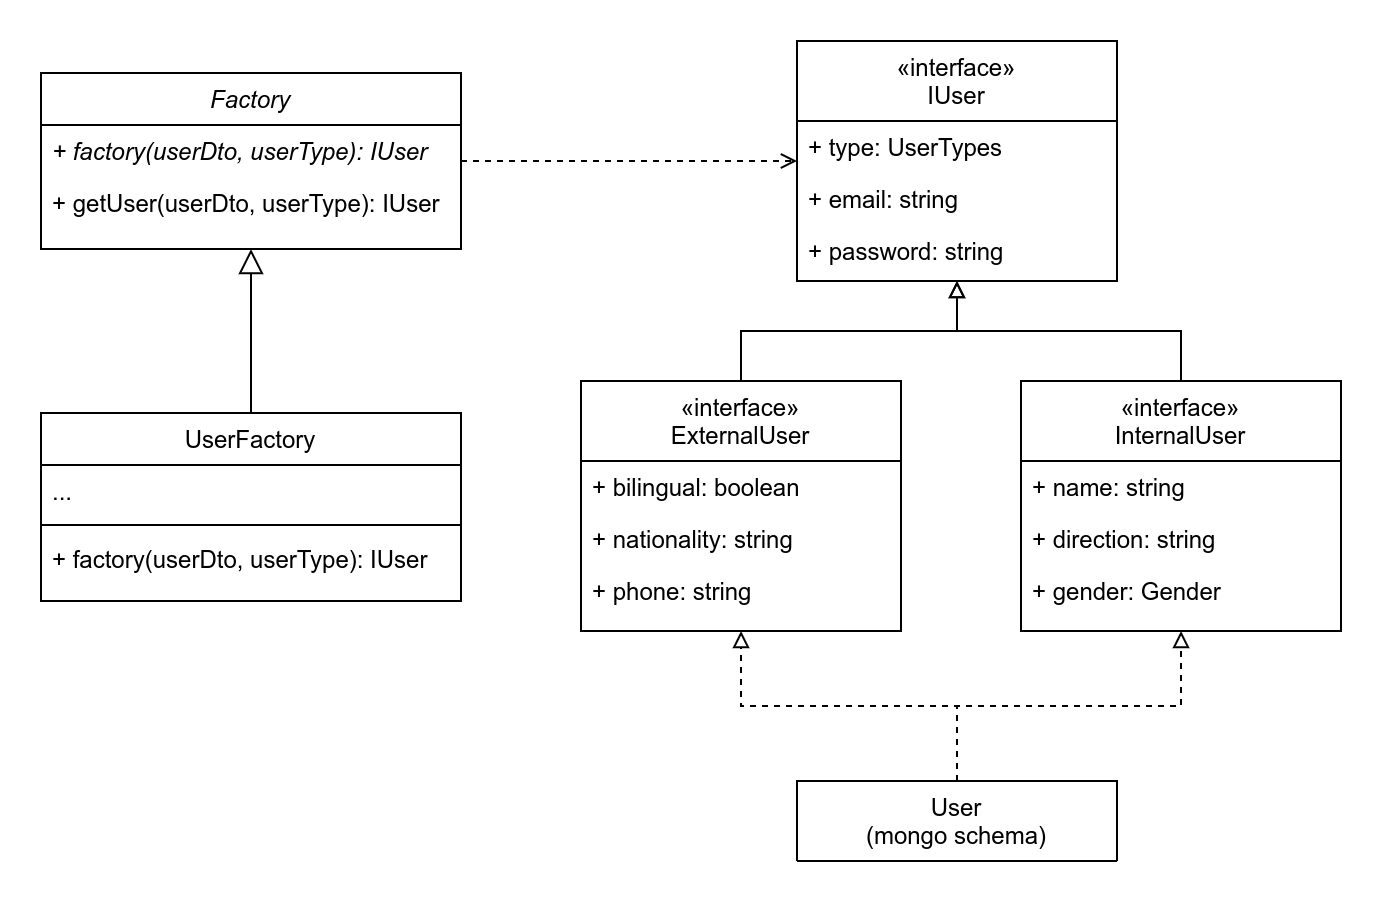 Factory
+ factory(userDto, userType): IUser
+ getUser(userDto, userType): IUser
«interface»
IUser
+ type: UserTypes
+ email: string
+ password: string
UserFactory
...
+ factory(userDto, userType): IUser
«interface»
ExternalUser
+ bilingual: boolean
+ nationality: string
+ phone: string
«interface»
InternalUser
+ name: string
+ direction: string
+ gender: Gender
User
(mongo schema)